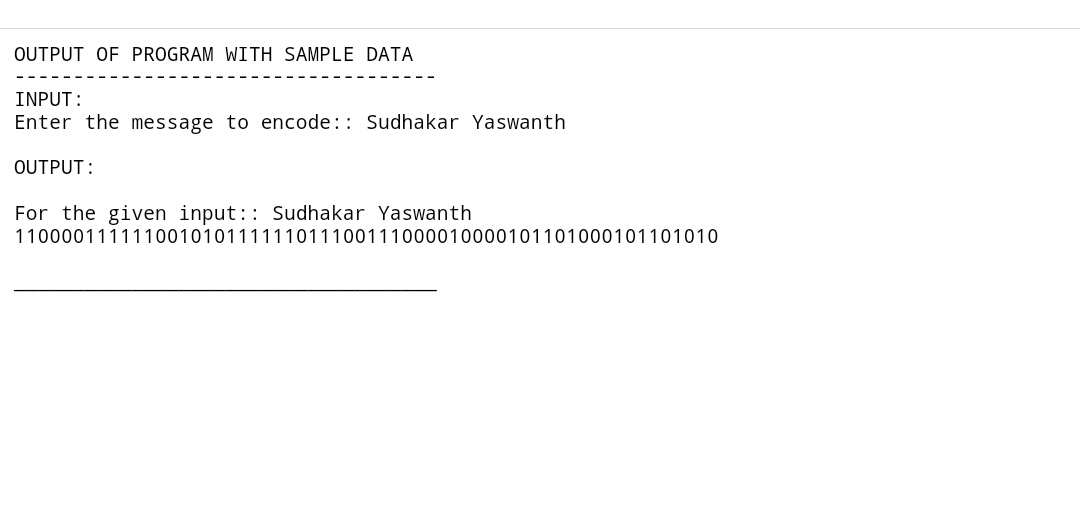 OUTPUT OF PROGRAM WITH SAMPLE DATA
------------------------------------
INPUT:
Enter the message to encode:: Sudhakar Yaswanth
OUTPUT:
For the given input:: Sudhakar Yaswanth
110000111111001010111111011100111000010000101101000101101010
____________________________________